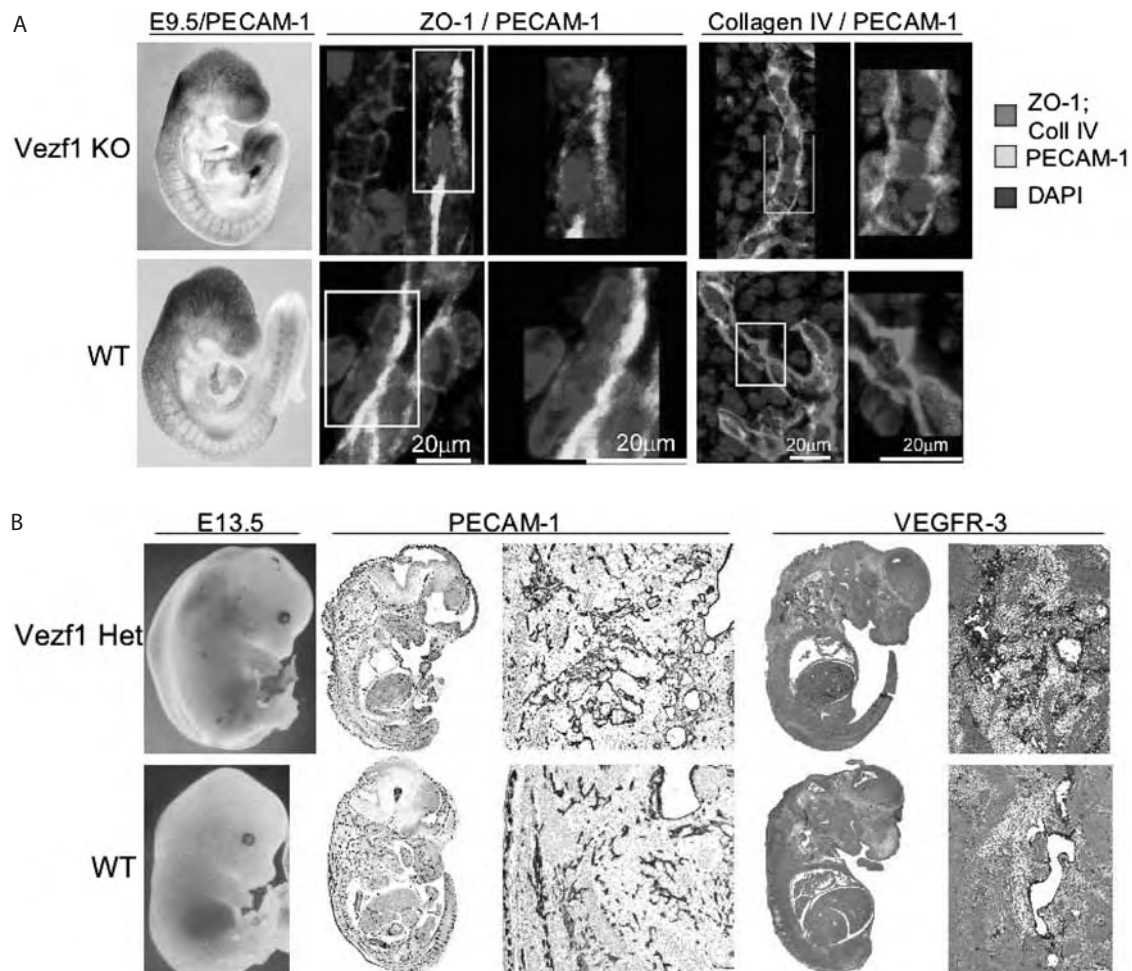 A
E9.5/PECAM-1
ZO-1 / PECAM-1
Collagen IV / PECAM-1
Vezf1 KO
ZO-1;
Coll IV
PECAM-1
DAPI
WT
20μm
20μm
20μm
B
E13.5
PECAM-1
VEGFR-3
Vezf1 Het
WT